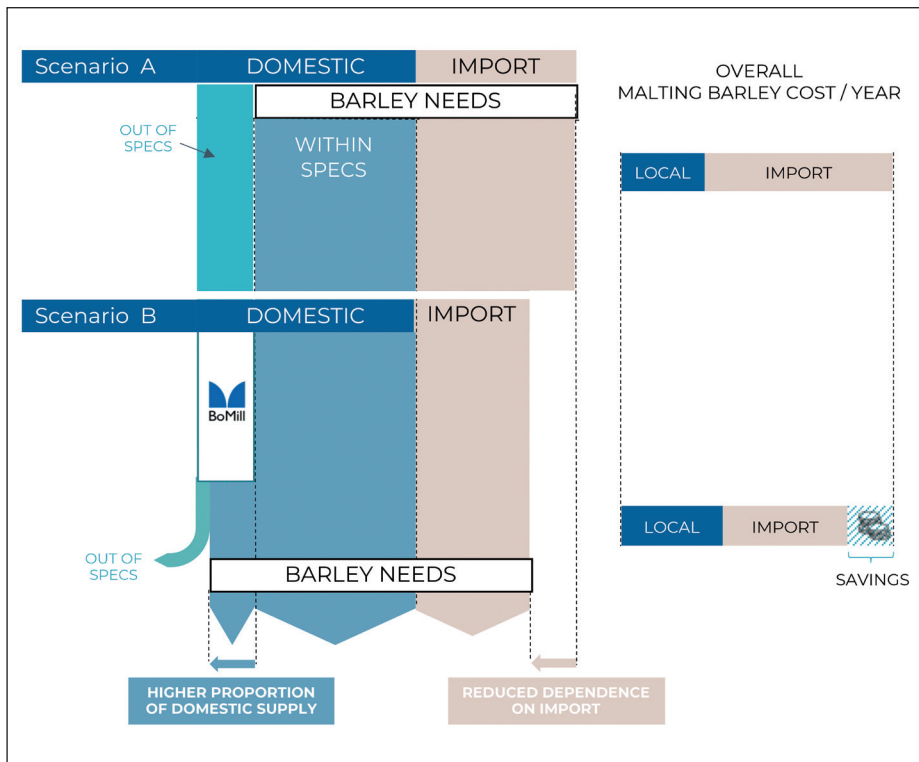 Scenario A
DOMESTIC
IMPORT
BARLEY NEEDS
OUT OF
SPECS
WITHIN
SPECS
OVERALL
MALTING BARLEY COST / YEAR
LOCAL
IMPORT
Scenario B
DOMESTIC
IMPORT
BoMill
OUT OF
SPECS
BARLEY NEEDS
LOCAL
IMPORT
SAVINGS
HIGHER PROPORTION
OF DOMESTIC SUPPLY
REDUCED DEPENDENCE
ON IMPORT